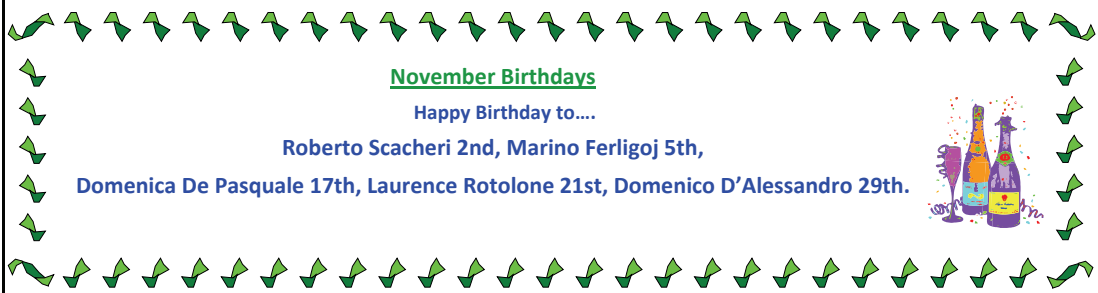 November Birthdays
Happy Birthday to….
Roberto Scacheri 2nd, Marino Ferligoj 5th,
Domenica De Pasquale 17th, Laurence Rotolone 21st, Domenico D’Alessandro 29th.